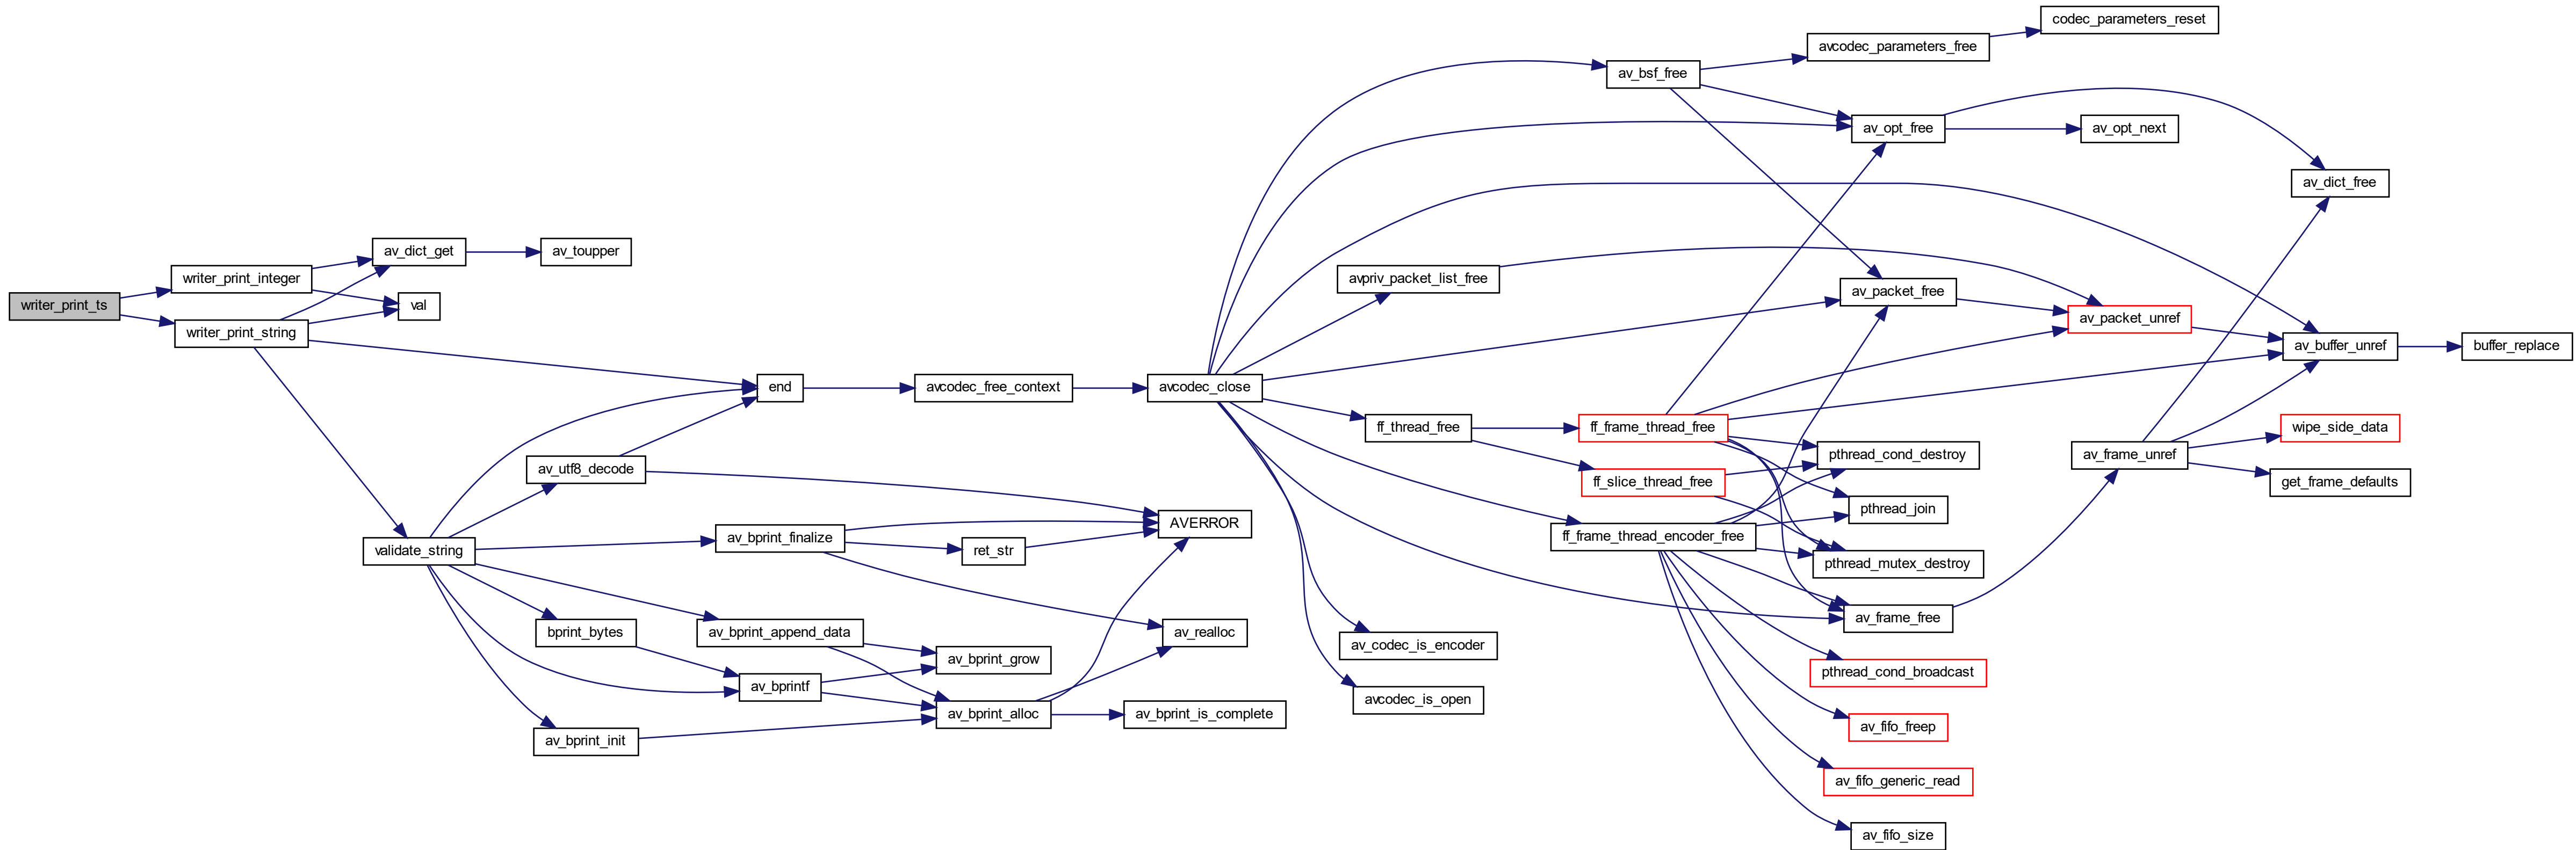 writer_print_ts
writer_print_integer
writer_print_string
av_dict_get
val
validate_string
av_toupper
end
av_utf8_decode
av_bprint_finalize
bprint_bytes
av_bprint_append_data
av_bprintf
av_bprint_init
avcodec_free_context
AVERROR
ret_str
av_realloc
av_bprint_grow
av_bprint_alloc
av_bprint_is_complete
avcodec_close
avpriv_packet_list_free
ff_thread_free
av_codec_is_encoder
avcodec_is_open
av_bsf_free
ff_frame_thread_free
ff_slice_thread_free
ff_frame_thread_encoder_free
avcodec_parameters_free
av_opt_free
av_packet_free
pthread_cond_destroy
pthread_join
pthread_mutex_destroy
av_frame_free
pthread_cond_broadcast
av_fifo_freep
av_fifo_generic_read
av_fifo_size
codec_parameters_reset
av_opt_next
av_packet_unref
av_frame_unref
av_dict_free
av_buffer_unref
wipe_side_data
get_frame_defaults
buffer_replace